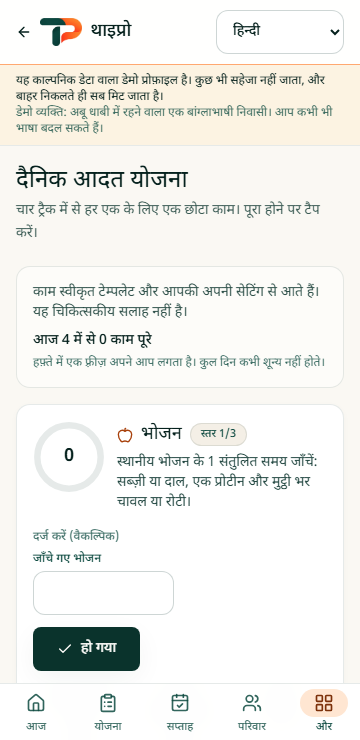 थाइप्रो
हिन्दी
यह काल्पनिक डेटा वाला डेमो प्रोफ़ाइल है। कुछ भी सहेजा नहीं जाता, और
बाहर निकलते ही सब मिट जाता है।
डेमो व्यक्ति: अबू धाबी में रहने वाला एक बांग्लाभाषी निवासी। आप कभी भी
भाषा बदल सकते हैं।
दैनिक आदत योजना
चार ट्रैक में से हर एक के लिए एक छोटा काम। पूरा होने पर टैप
करें।
काम स्वीकृत टेम्पलेट और आपकी अपनी सेटिंग से आते हैं।
यह चिकित्सकीय सलाह नहीं है।
आज 4 में से 0 काम पूरे
हफ़्ते में एक फ़्रीज़ अपने आप लगता है। कुल दिन कभी शून्य नहीं होते।
0
भोजन
स्तर 1/3
स्थानीय भोजन के 1 संतुलित समय जाँचें:
सब्ज़ी या दाल, एक प्रोटीन और मुट्ठी भर
चावल या रोटी।
दर्ज करें (वैकल्पिक)
जाँचे गए भोजन
हो गया
आज
योजना
सप्ताह
परिवार
और